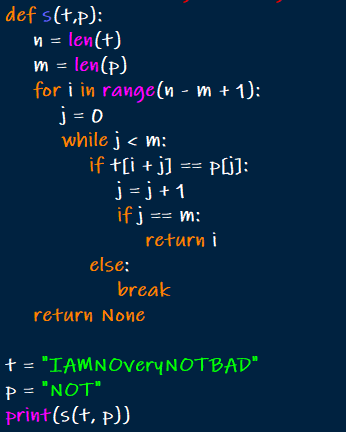 def s(t,p):
    n = len(t)
    m = len(p)
    for i in range(n - m + 1):
        j = 0
        while j < m:
            if t[i + j] == p[j]:
                j = j + 1
                if j == m:
                    return i
            else:
                break
    return None

t = "IAMNOveryNOTBAD"
p = "NOT"
print(s(t, p))